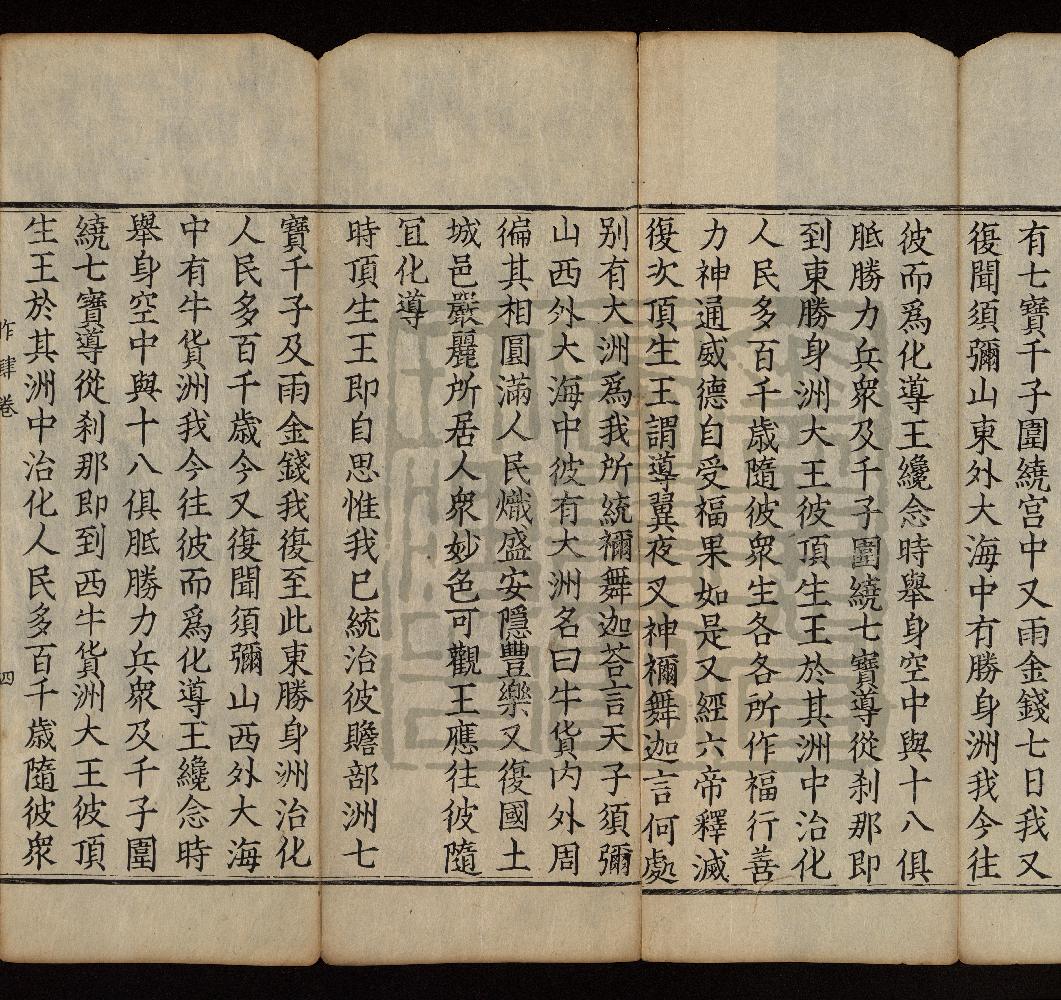 有七寶千子圍繞宫中又雨金錢七日我又
復聞須彌山東外大海中有勝身洲我今往
彼而爲化導王纔念時舉身空中與十八俱
胝勝力兵衆及千子圍繞七寶導從刹那即
到東勝身洲大王彼頂生王於其洲中治化
人民多百千歲隨彼衆生各各所作福行善
力神通威德自受福果如是又經六帝釋滅
復次頂生王謂導翼夜叉神禰舞迦言何處
别有大洲爲我所統禰舞迦荅言天子須彌
山西外大海中彼有大洲名曰牛貨内外周
徧其相圓滿人民熾盛安隱豐樂又復國土
城邑嚴麗所居人衆妙色可觀王應往彼隨
冝化導
時頂生王即自思惟我已統治彼贍部洲七
寶千子及雨金錢我復至此東勝身洲治化
人民多百千歲今又復聞須彌山西外大海
中有牛貨洲我今往彼而爲化導王纔念時
舉身空中與十八俱胝勝力兵衆及千子圍
繞七寶導從刹那即到西牛貨洲大王彼頂
生王於其洲中治化人民多百千歲隨彼衆
作肆卷 四